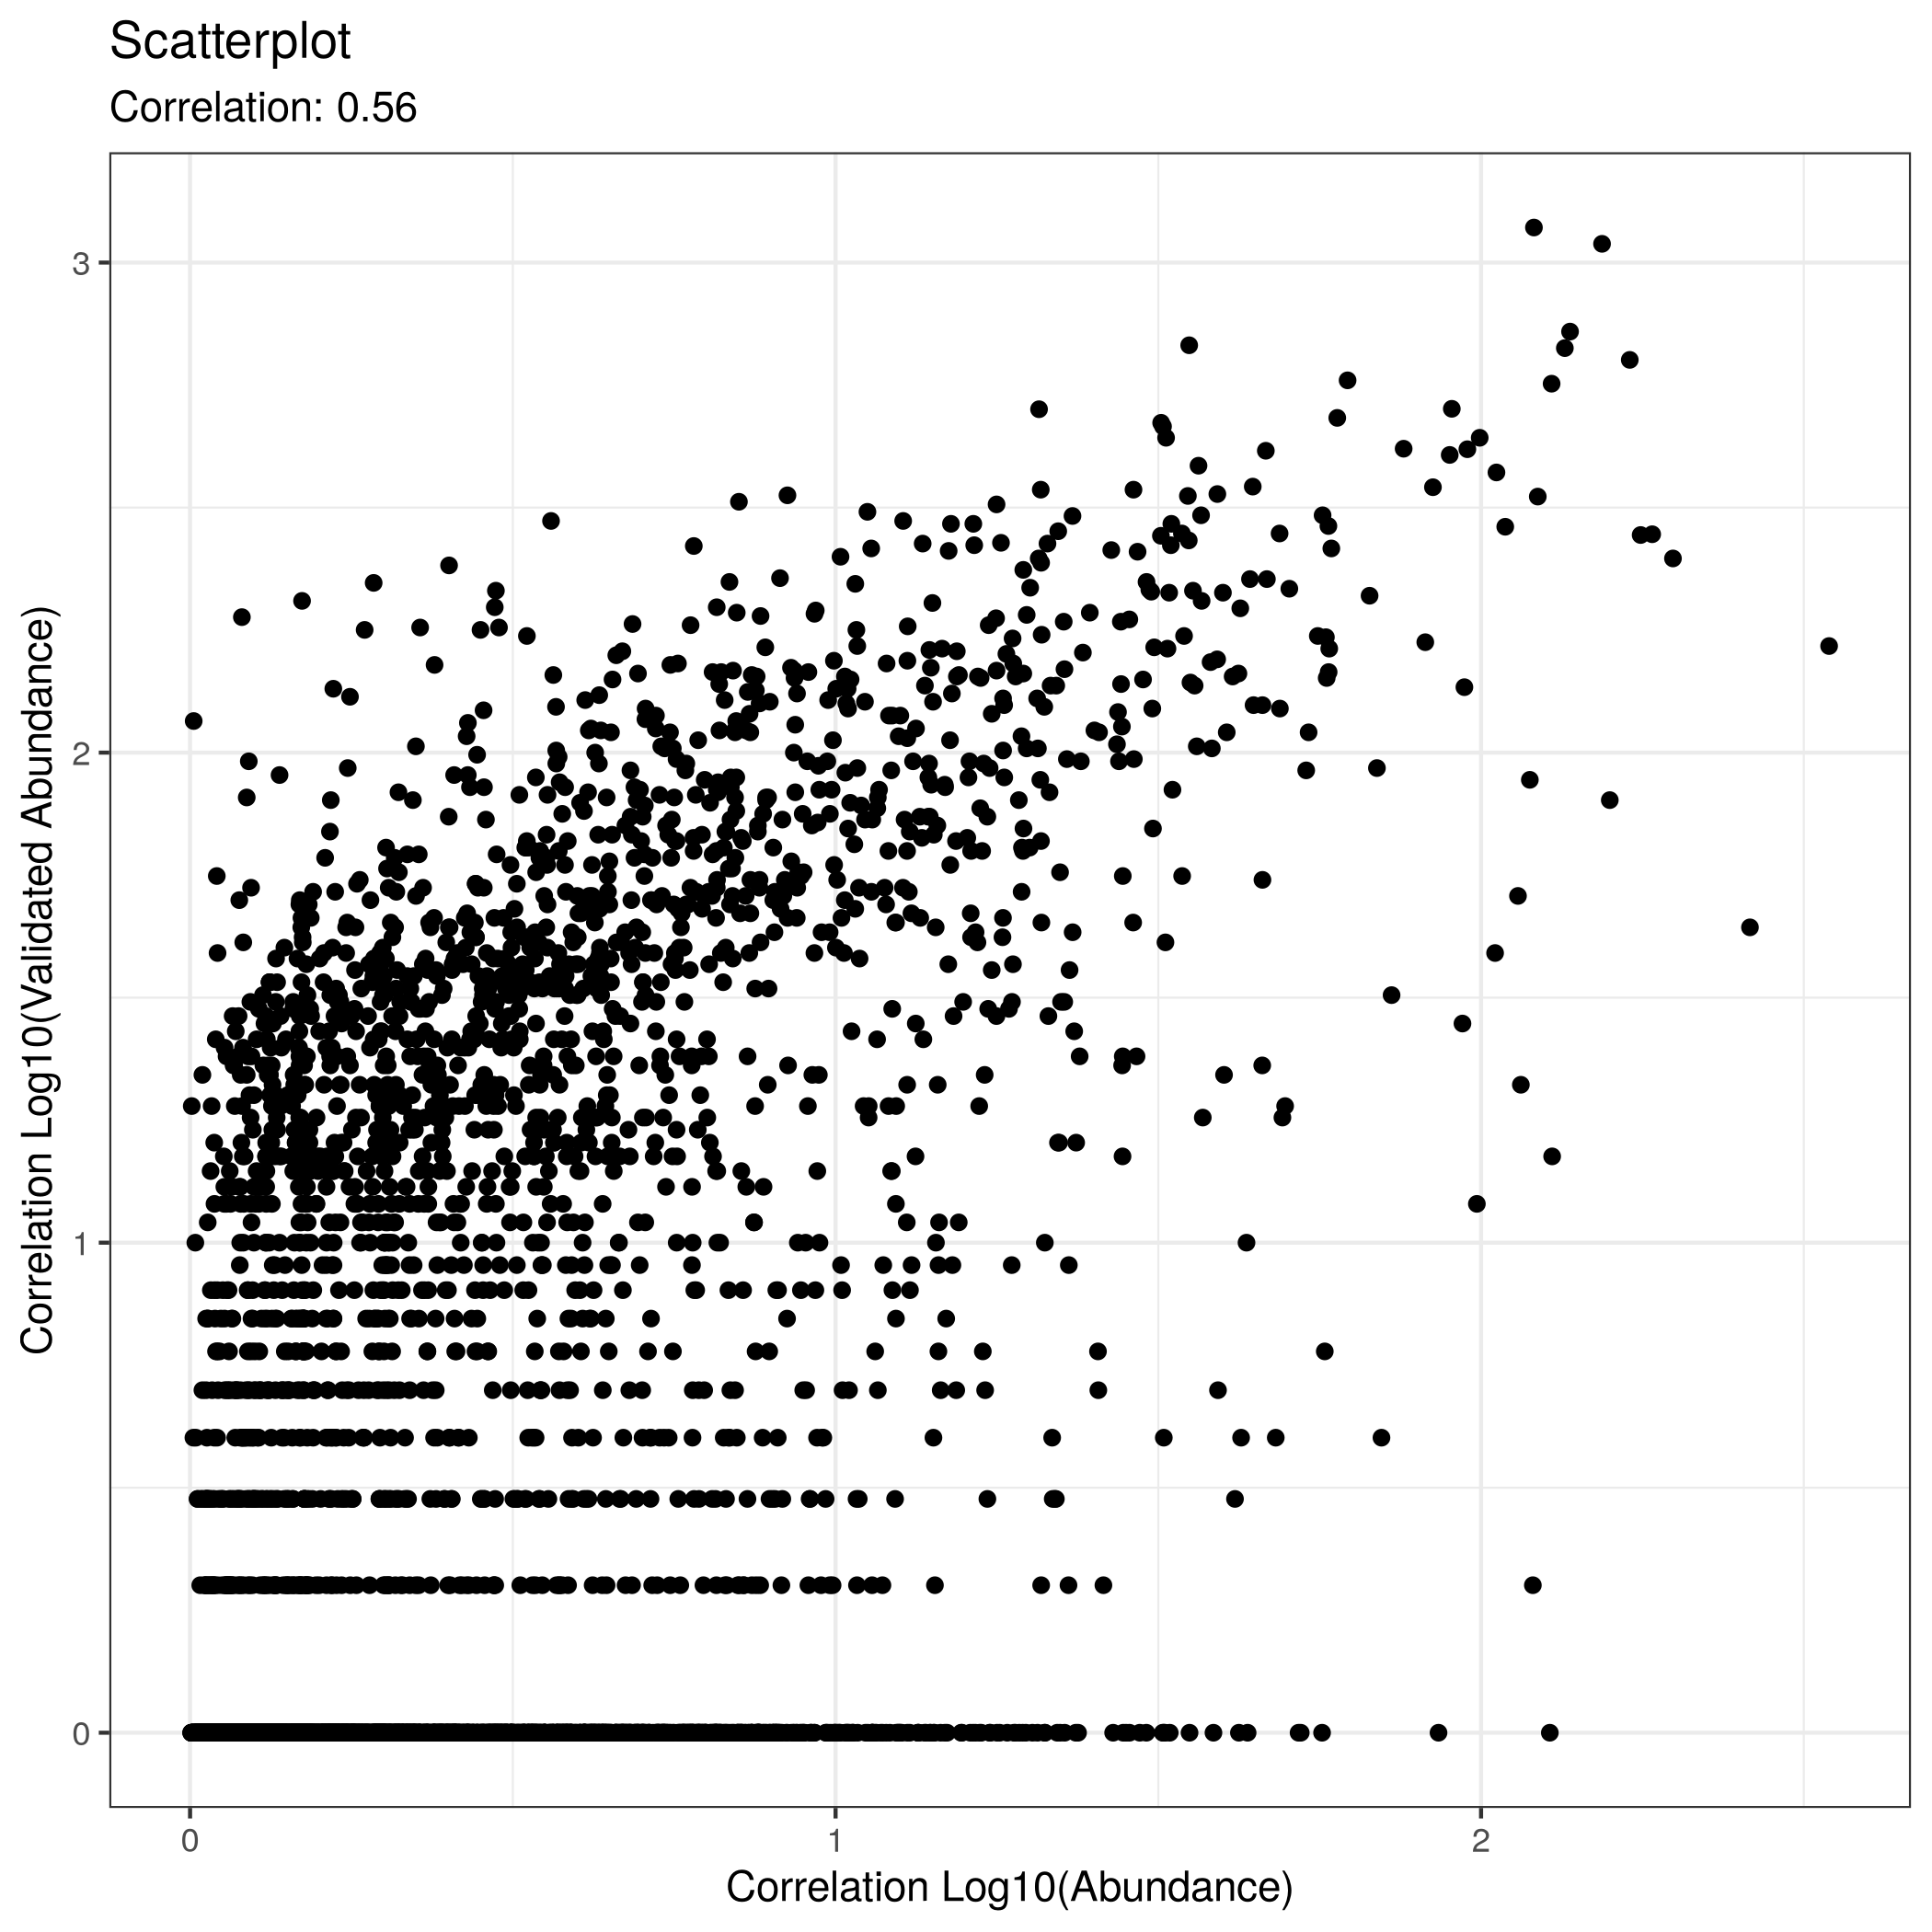 Scatterplot
Correlation: 0.56
Correlation Log10(Validated Abundance)
3
2
1
0
0
1
2
Correlation Log10(Abundance)